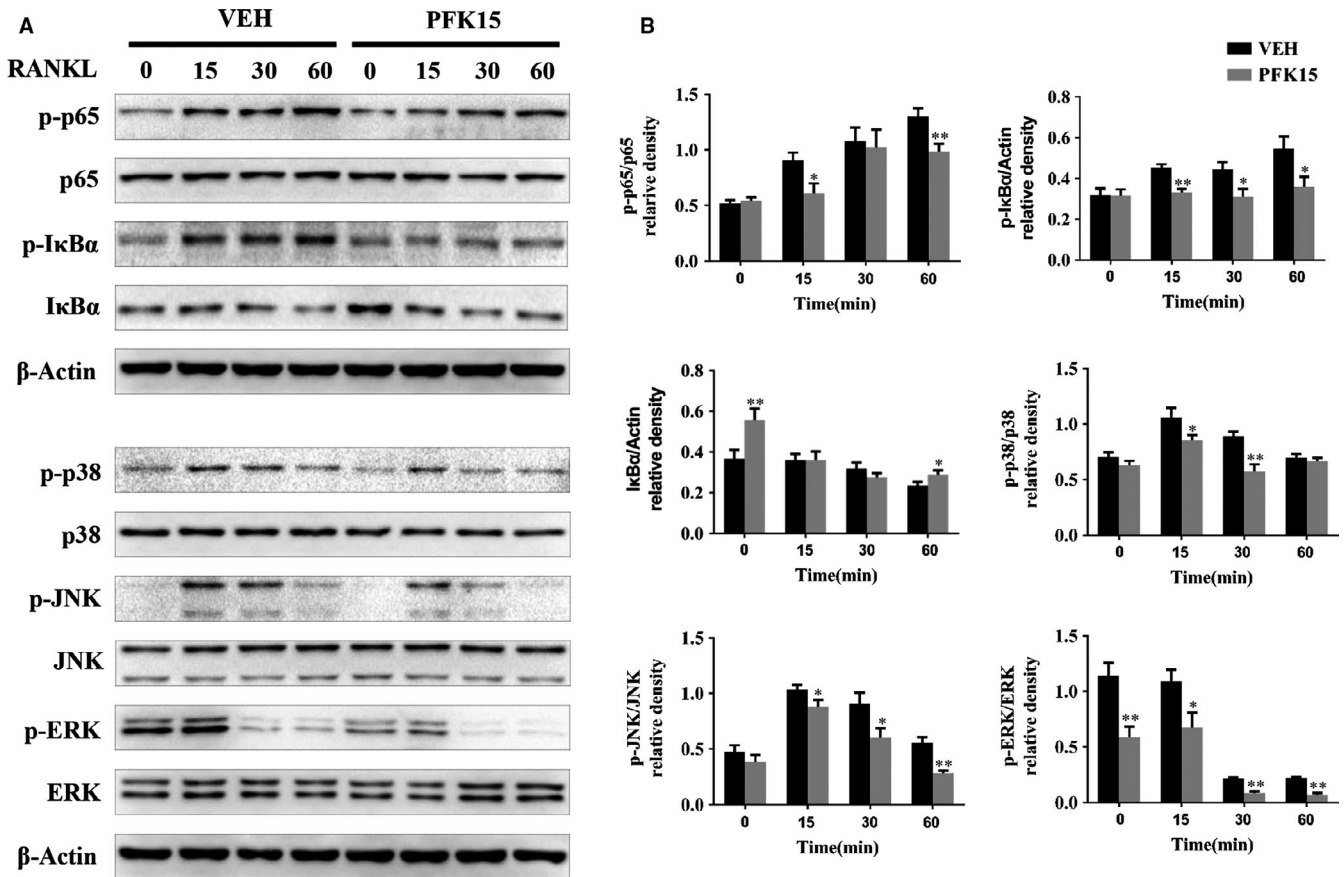 A
VEH PFK15
RANKL 0 15 30 60 0 15 30 60
p-p65
p65
p-IκBα
IκBα
β-Actin
p-p38
p38
p-JNK
JNK
p-ERK
ERK
β-Actin
B
VEH
PFK15
p-p65/p65
relarive density
1.5
1.0
0.5
0.0
*
**
0 15 30 60
Time(min)
p-IκBα/Actin
relative density
0.8
0.6
0.4
0.2
0.0
**
*
*
0 15 30 60
Time(min)
IκBα/Actin
relative density
0.8
0.6
0.4
0.2
0.0
**
*
0 15 30 60
Time(min)
p-p38/p38
relative density
1.5
1.0
0.5
0.0
*
**
0 15 30 60
Time(min)
p-JNK/JNK
relative density
1.5
1.0
0.5
0.0
*
*
**
0 15 30 60
Time(min)
p-ERK/ERK
relative density
1.5
1.0
0.5
0.0
**
*
**
**
0 15 30 60
Time(min)